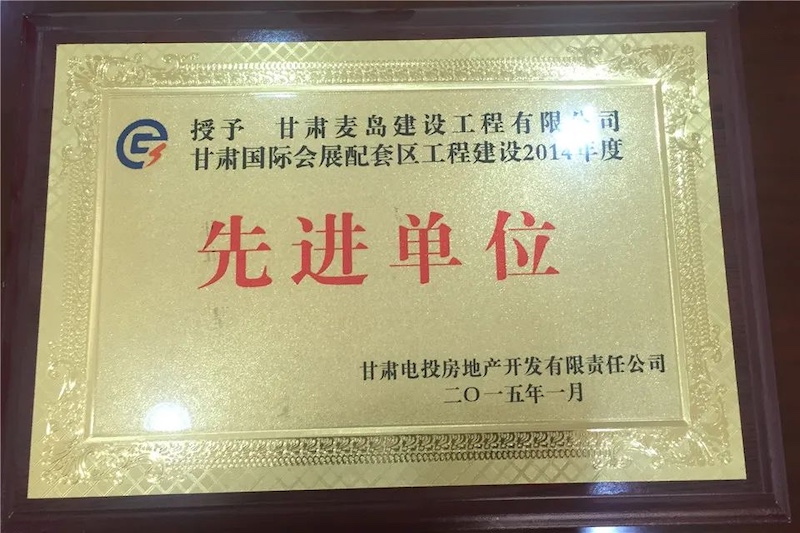 授予 甘肃麦岛建设工程有限公司
甘肃国际会展配套区工程建设2014年度
先进单位
甘肃电投房地产开发有限责任公司
二〇一五年一月